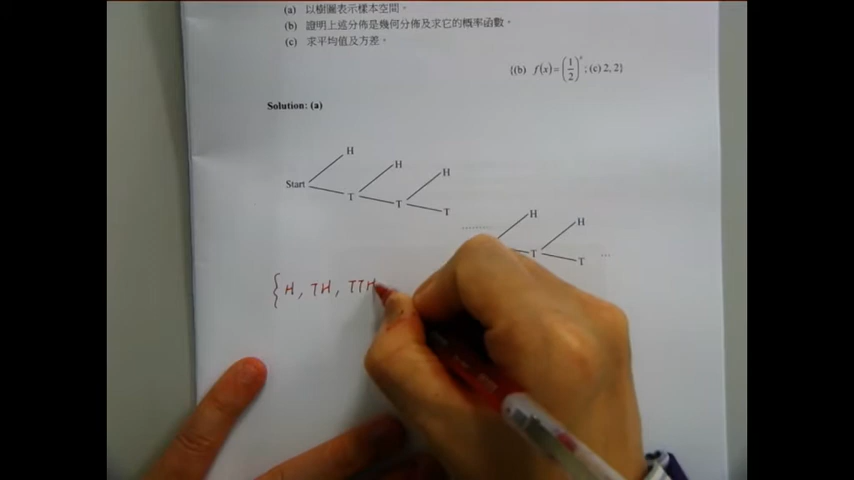 (a) 以樹圖表示樣本空間。
(b) 證明上述分佈是幾何分佈及求它的概率函數。
(c) 求平均值及方差。
{(b) f(x)=(1/2)^x ; (c) 2, 2}
Solution: (a)
H
H
H
Start
T
T
T
H
H
........
T
T
...
{ H, TH, TTH